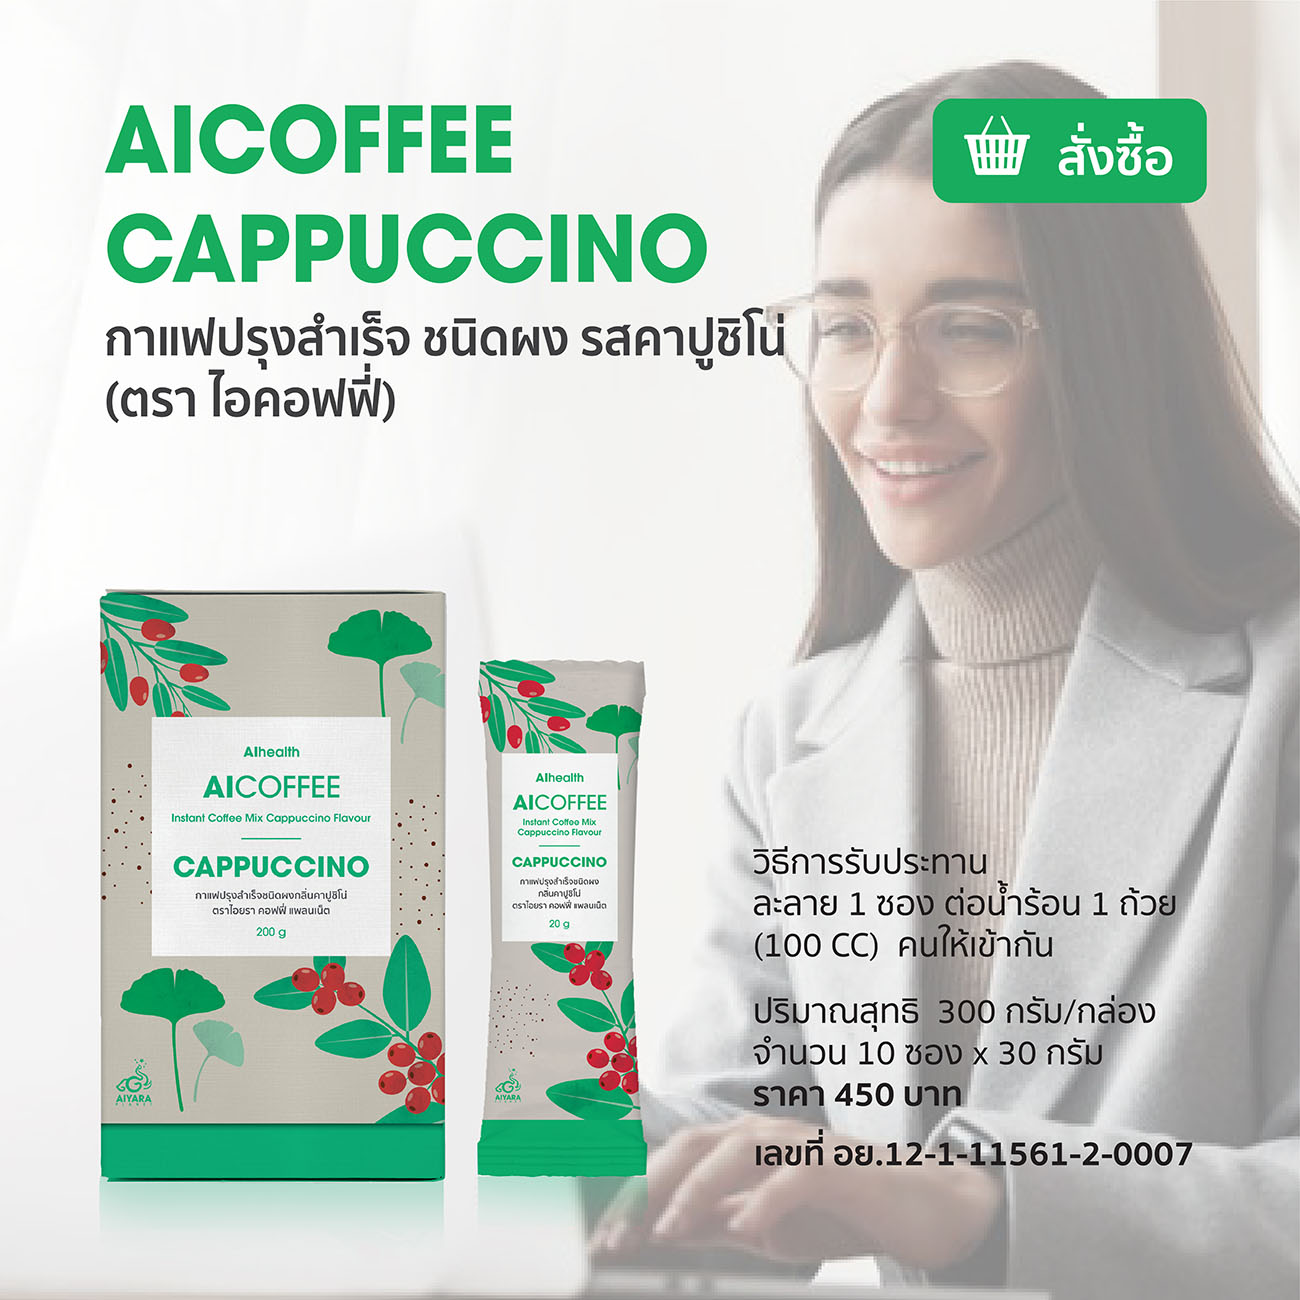 AICOFFEE
CAPPUCCINO
กาแฟปรุงสำเร็จ ชนิดผง รสคาปูชิโน่
(ตรา ไอคอฟฟี่)
สั่งซื้อ
AIhealth
AICOFFEE
Instant Coffee Mix Cappuccino Flavour
CAPPUCCINO
กาแฟปรุงสำเร็จชนิดผงกลิ่นคาปูชิโน่
ตราไอยรา คอฟฟี่ แพลนเน็ต
200 g
AIYARA
PLANET
AIhealth
AICOFFEE
Instant Coffee Mix
Cappuccino Flavour
CAPPUCCINO
กาแฟปรุงสำเร็จชนิดผง
กลิ่นคาปูชิโน่
ตราไอยรา คอฟฟี่ แพลนเน็ต
20 g
AIYARA
PLANET
วิธีการรับประทาน
ละลาย 1 ซอง ต่อน้ำร้อน 1 ถ้วย
(100 CC) คนให้เข้ากัน
ปริมาณสุทธิ 300 กรัม/กล่อง
จำนวน 10 ซอง x 30 กรัม
ราคา 450 บาท
เลขที่ อย.12-1-11561-2-0007